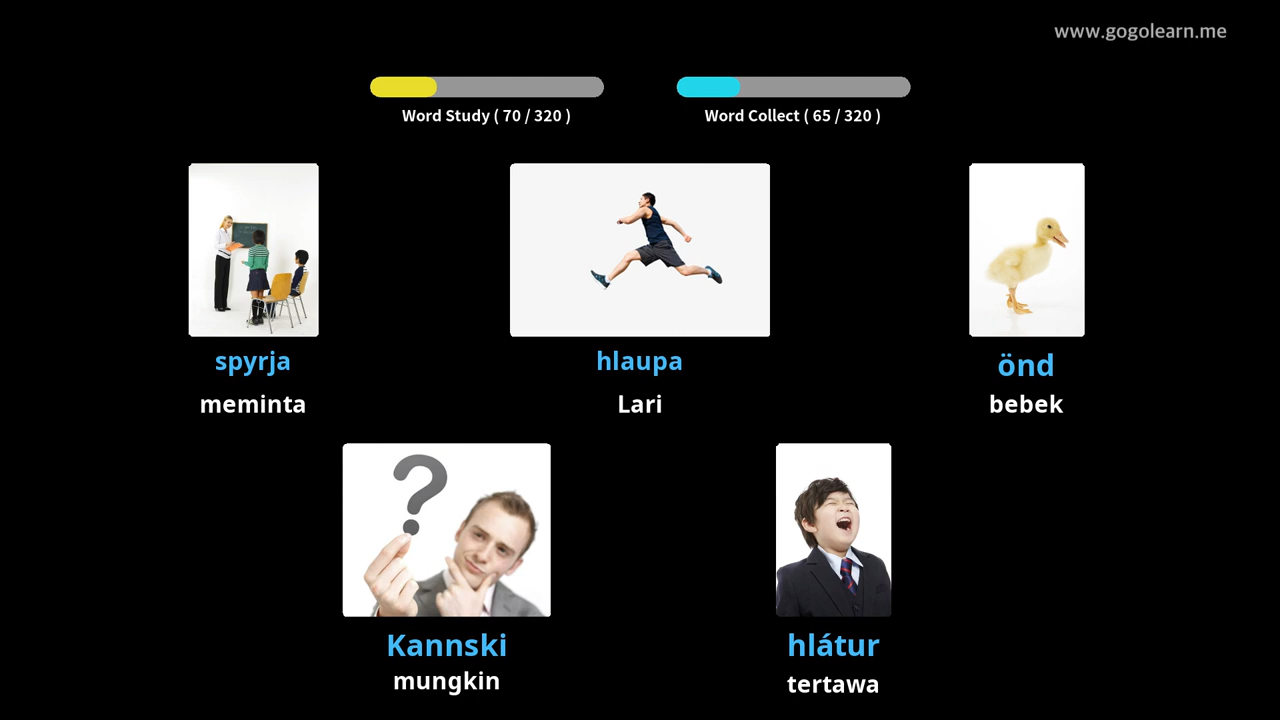 www.gogolearn.me
Word Study ( 70 / 320 )
Word Collect ( 65 / 320 )
spyrja
hlaupa
önd
meminta
Lari
bebek
Kannski
hlátur
mungkin
tertawa